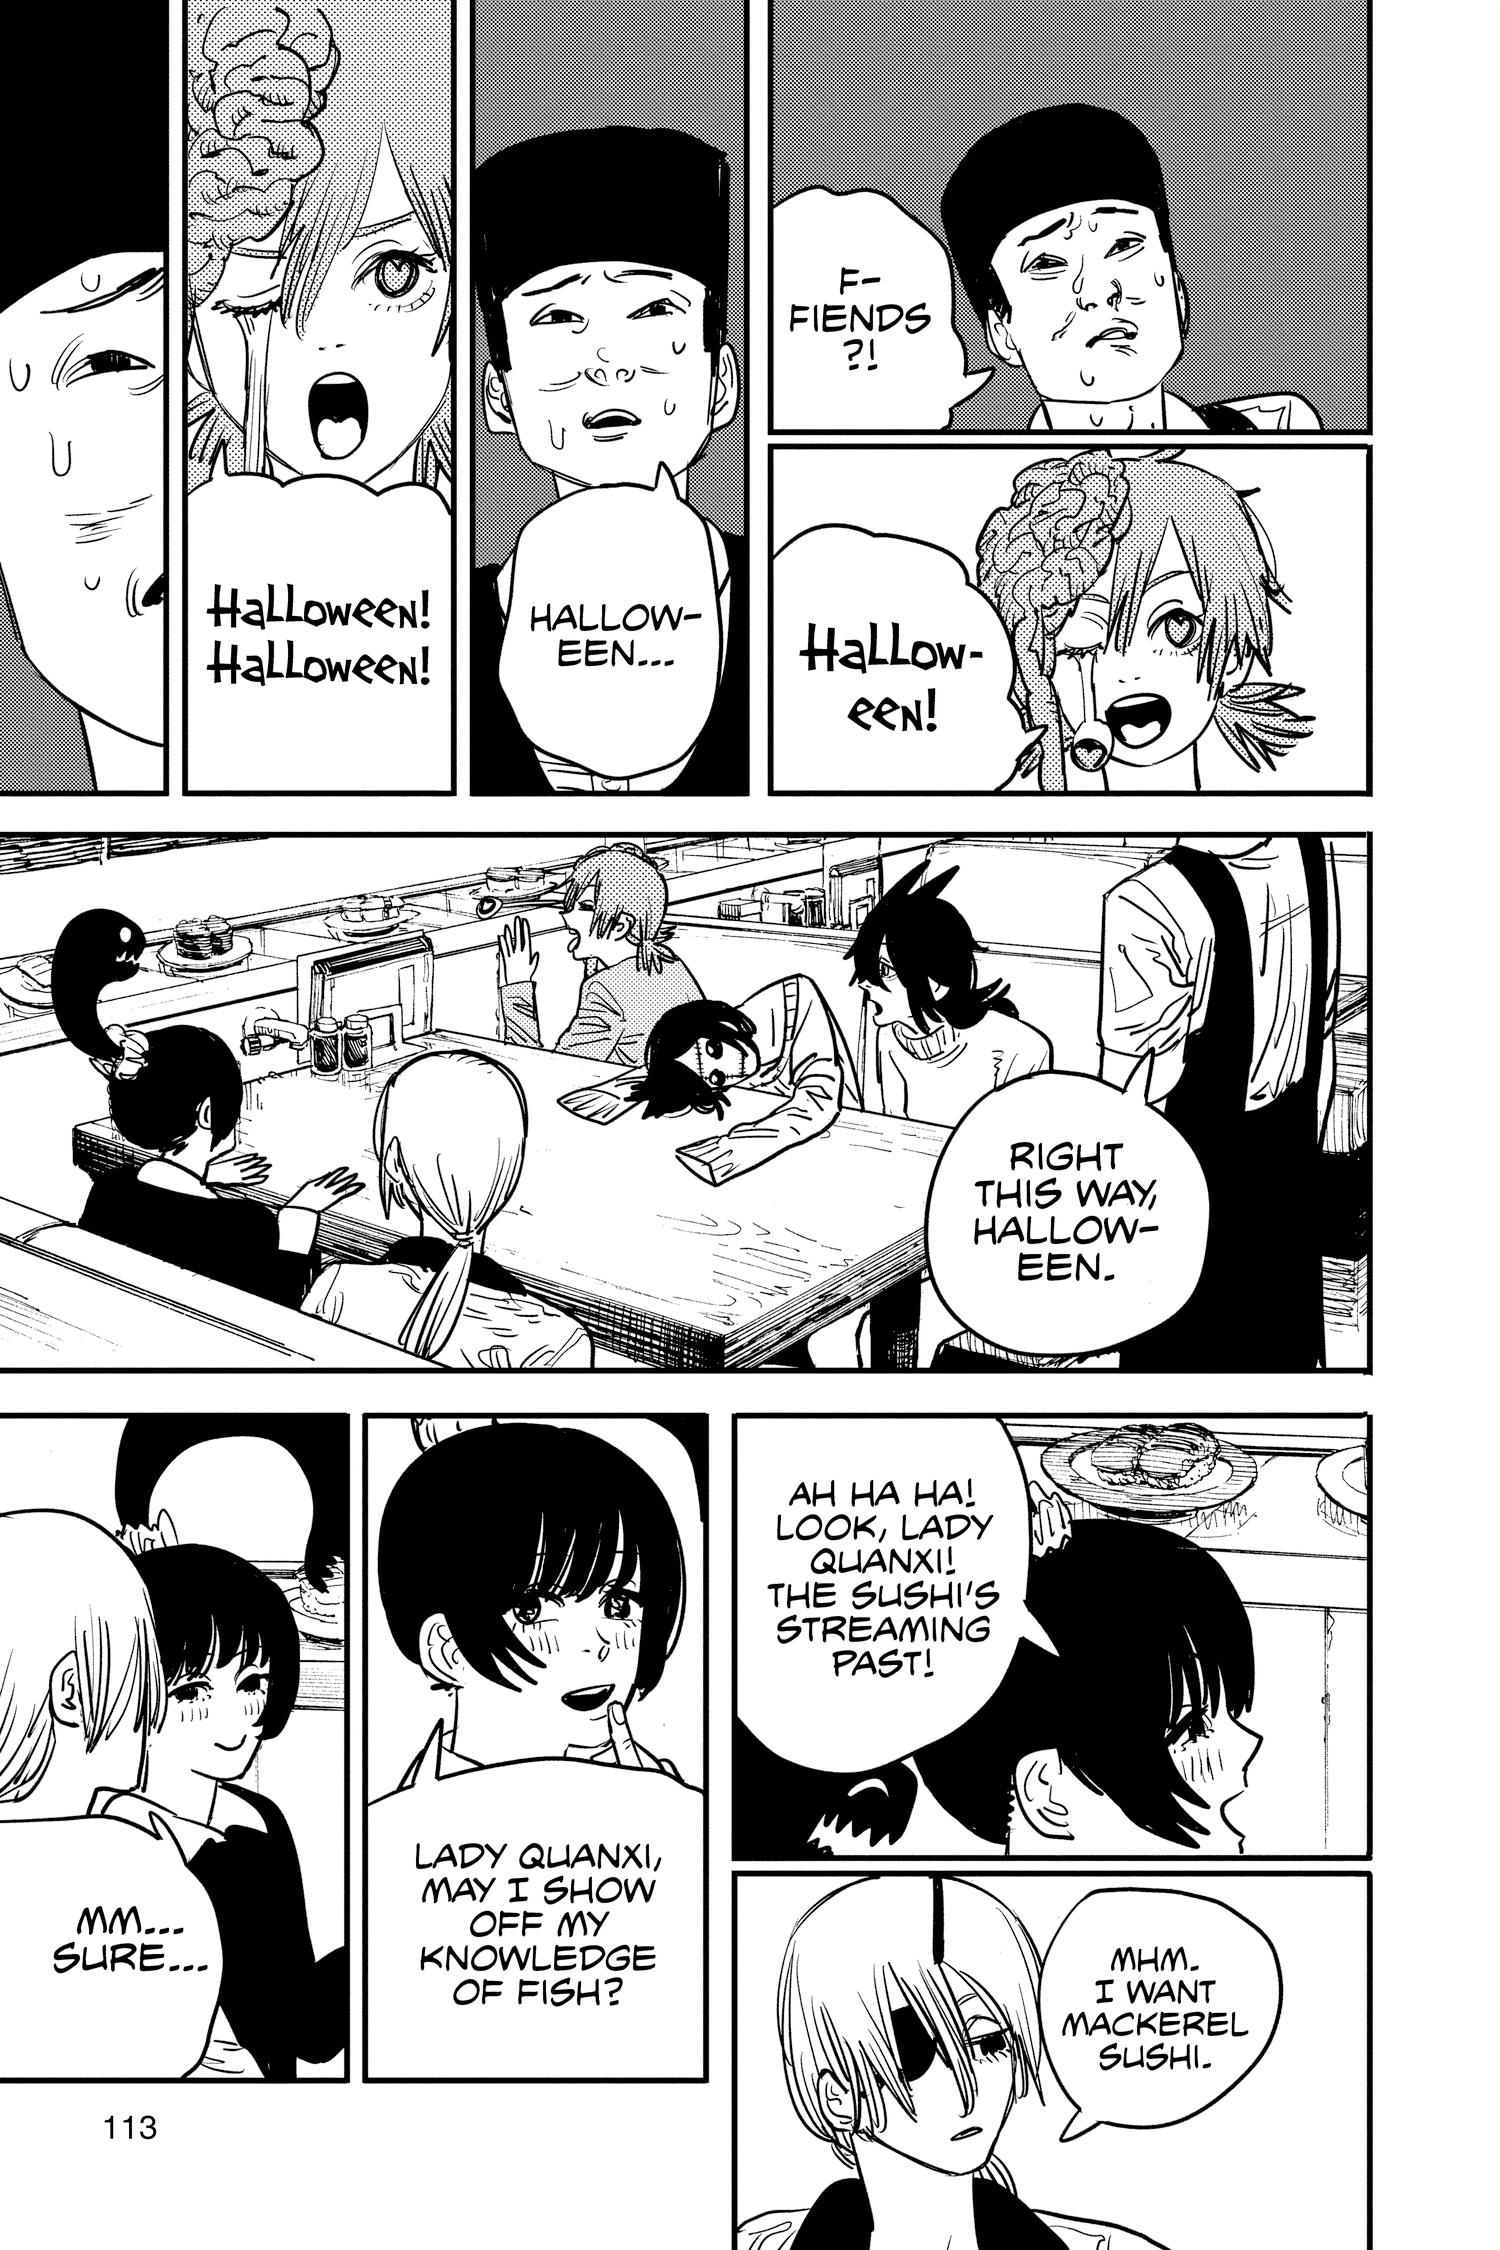 F-
FIENDS
?!
Hallow-
een!
HALLOW-
EEN...
Halloween!
Halloween!
RIGHT
THIS WAY,
HALLOW-
EEN.
AH HA HA!
LOOK, LADY
QUANXI!
THE SUSHI'S
STREAMING
PAST!
MHM.
I WANT
MACKEREL
SUSHI.
LADY QUANXI,
MAY I SHOW
OFF MY
KNOWLEDGE
OF FISH?
MM...
SURE...
113